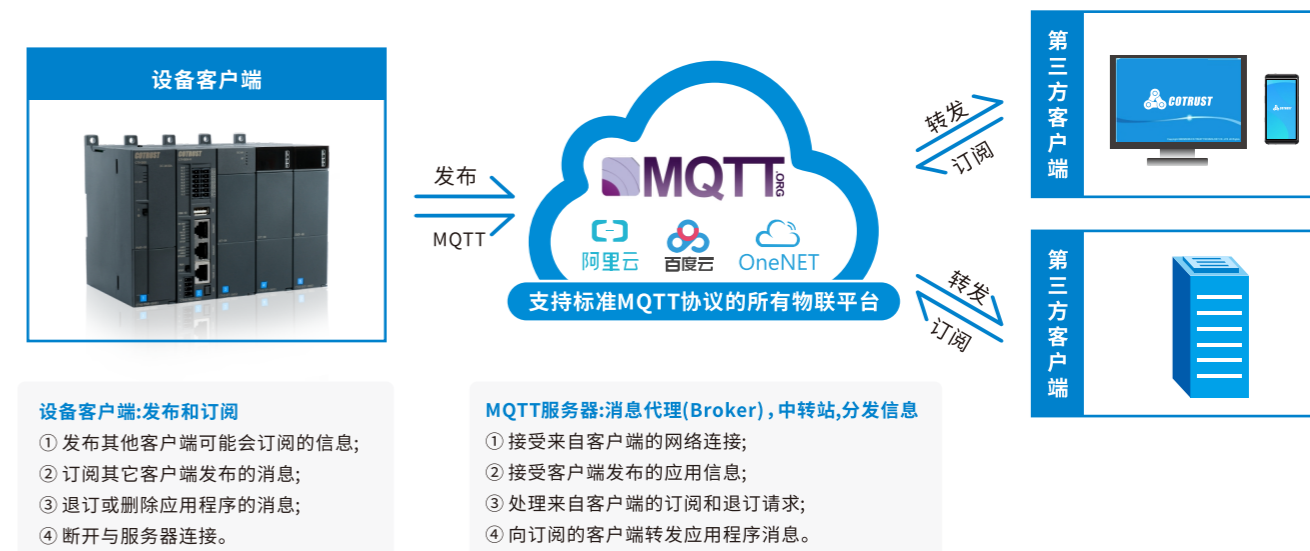 设备客户端
COTRUST
COTRUST
发布
MQTT
MQTT
.ORG
阿里云
百度云
OneNET
支持标准MQTT协议的所有物联平台
转发
订阅
转发
订阅
第三方客户端
COTRUST
第三方客户端
设备客户端:发布和订阅
① 发布其他客户端可能会订阅的信息;
② 订阅其它客户端发布的消息;
③ 退订或删除应用程序的消息;
④ 断开与服务器连接。
MQTT服务器:消息代理(Broker),中转站,分发信息
① 接受来自客户端的网络连接;
② 接受客户端发布的应用信息;
③ 处理来自客户端的订阅和退订请求;
④ 向订阅的客户端转发应用程序消息。